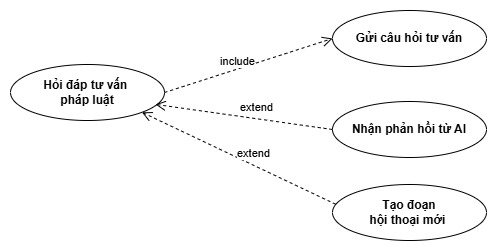 Gửi câu hỏi tư vấn
include
Hỏi đáp tư vấn
pháp luật
extend
Nhận phản hồi từ AI
extend
Tạo đoạn
hội thoại mới